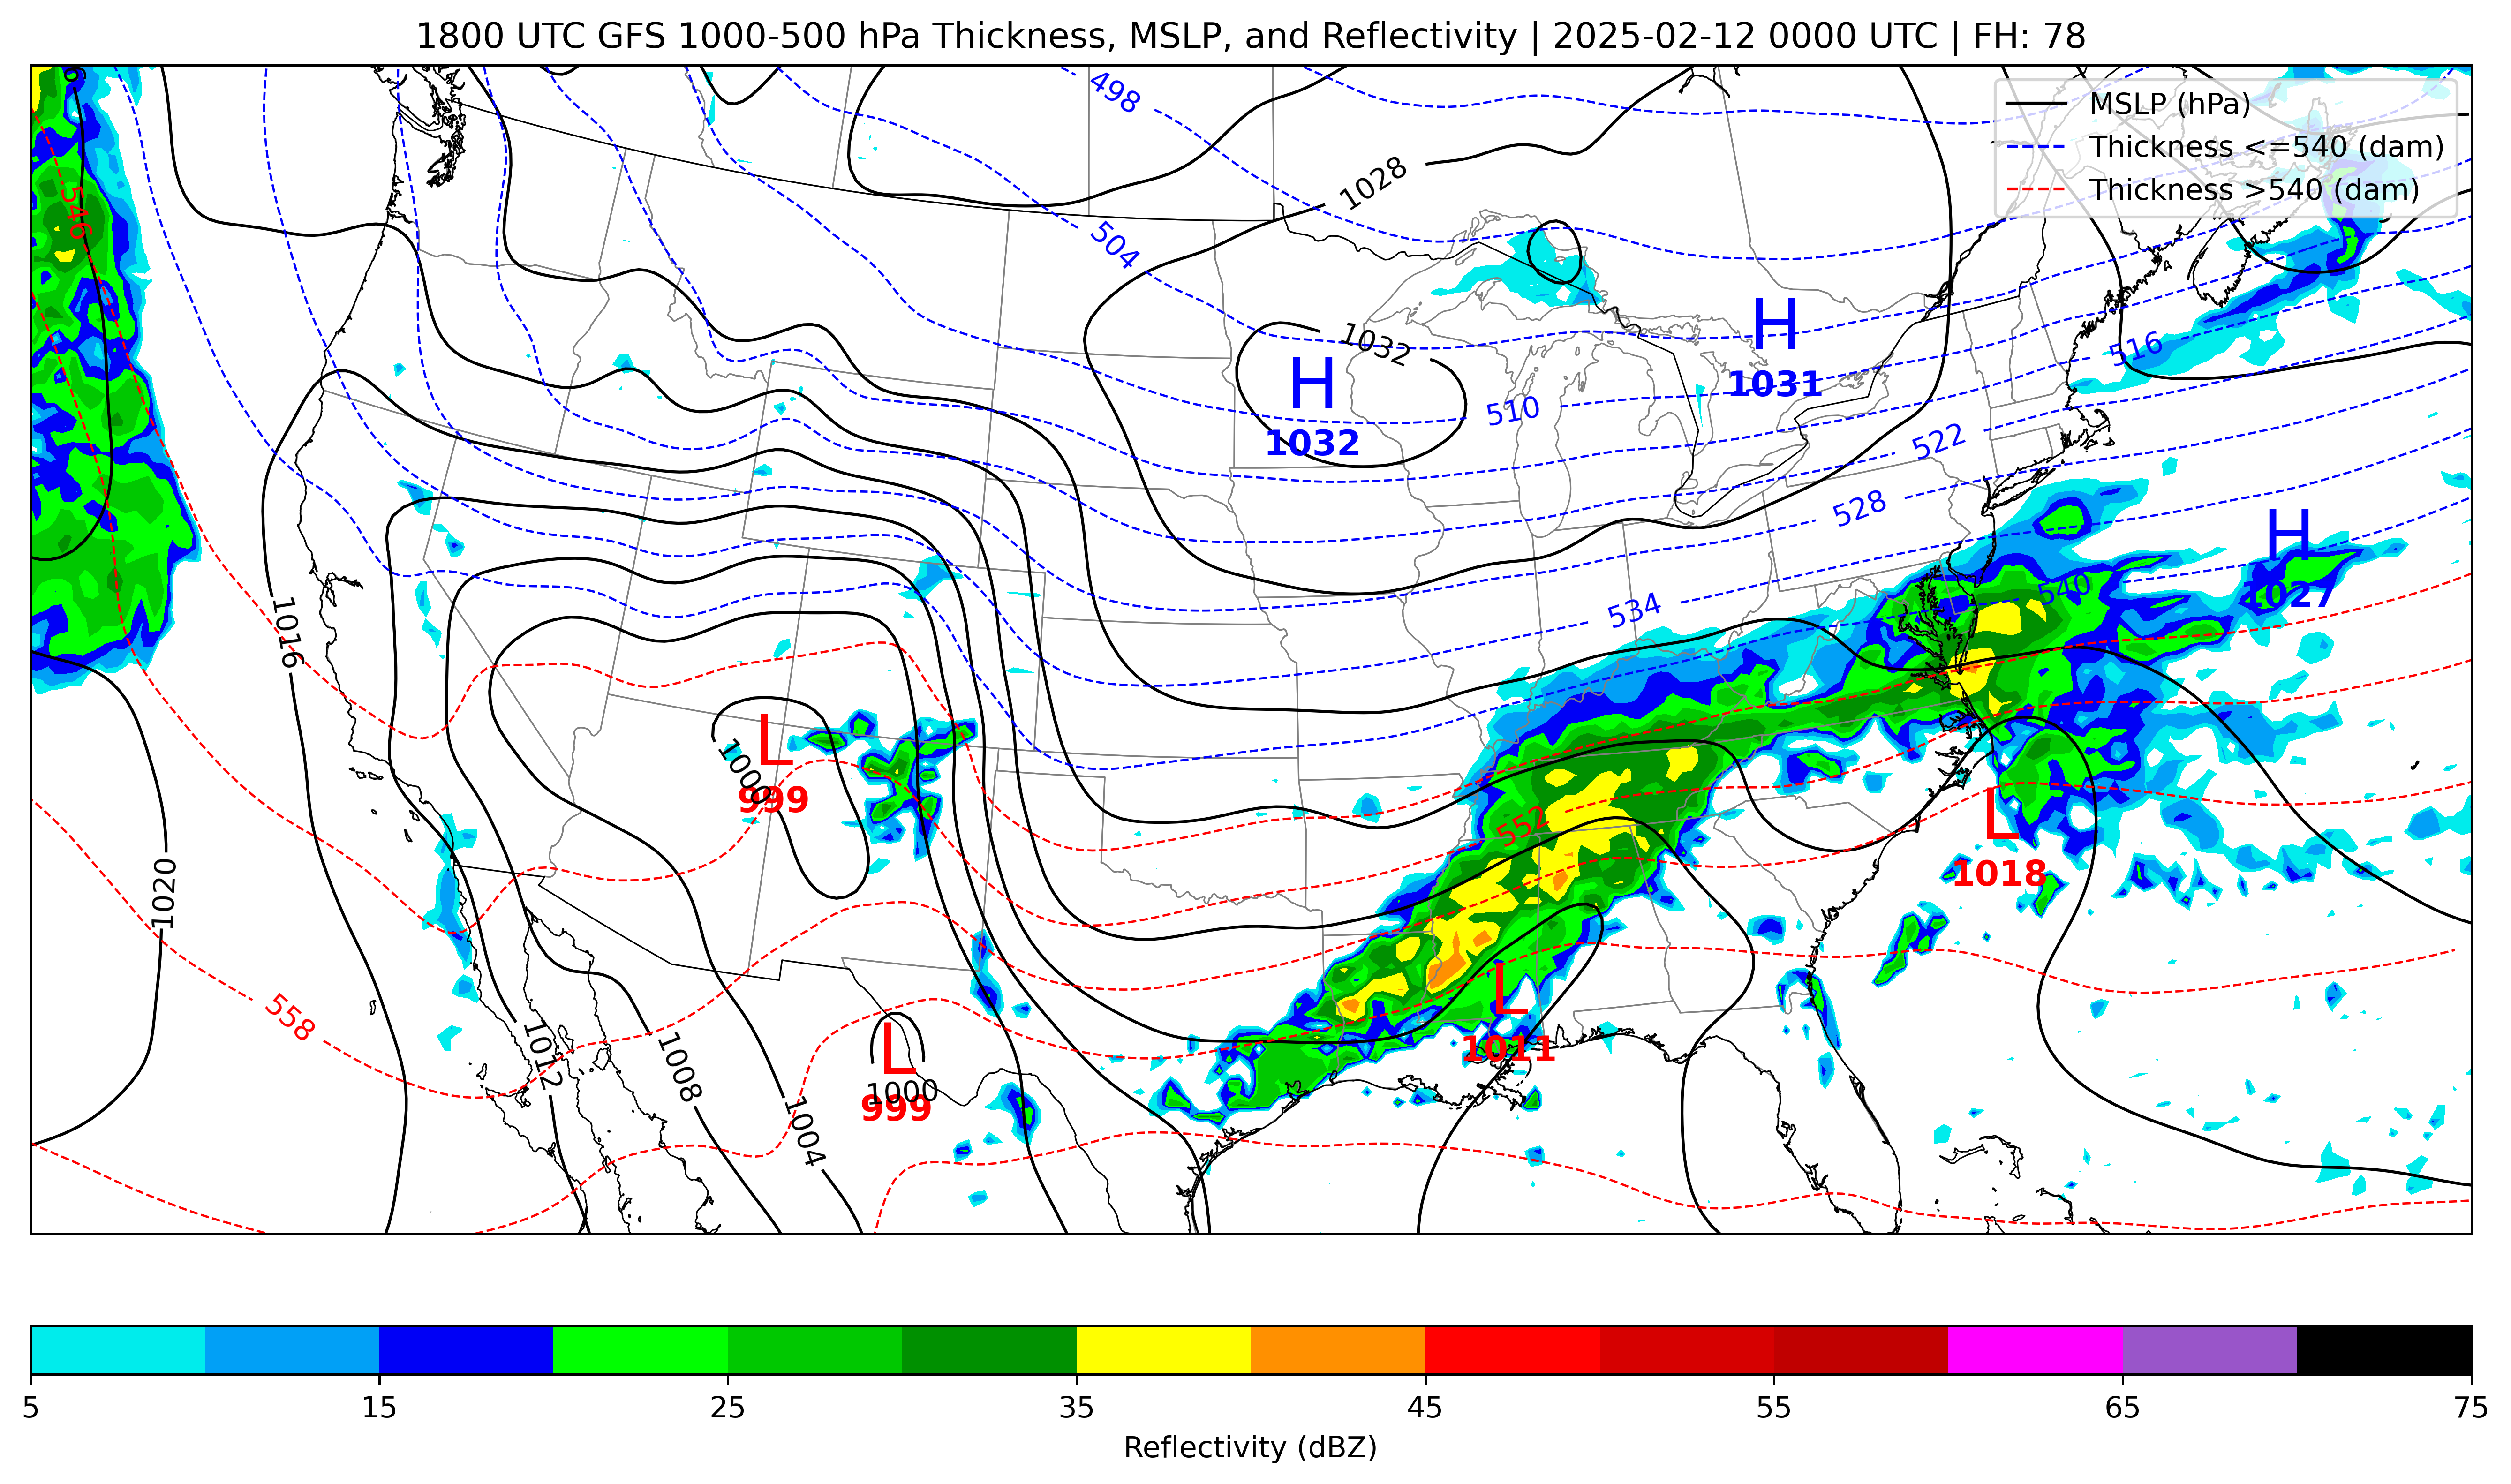 1800 UTC GFS 1000-500 hPa Thickness, MSLP, and Reflectivity | 2025-02-12 0000 UTC | FH: 78
MSLP (hPa)
Thickness <=540 (dam)
Thickness >540 (dam)
498
1028
546
504
H
1031
1032
H
1032
516
510
522
528
H
1027
540
534
1016
L
1000
999
552
L
1018
1020
L
1011
558
1012
1008
L
1000
999
1004
5
15
25
35
45
55
65
75
Reflectivity (dBZ)